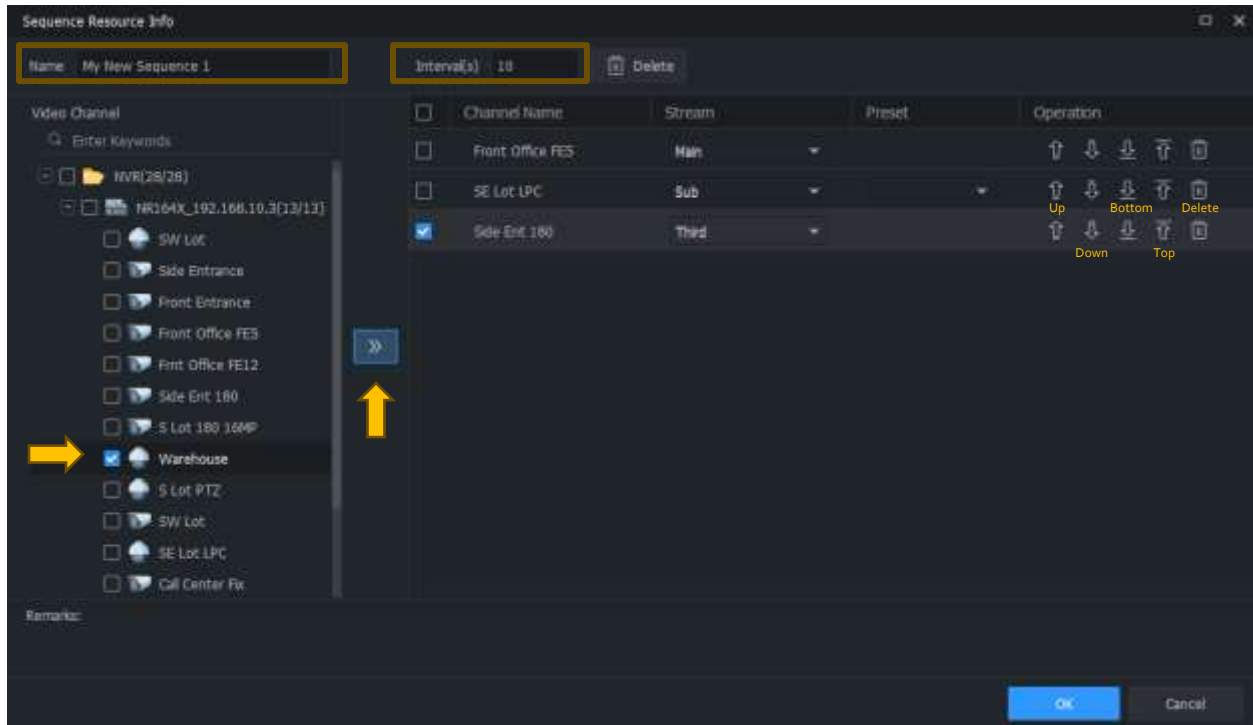 Sequence Resource Info
Name My New Sequence 1 Interval(s) 10 Delete
Video Channel
Enter Keywords
NVR(28/28)
NR164X_192.168.10.3(13/13)
SW Lot
Side Entrance
Front Entrance
Front Office FE5
Frnt Office FE12
Side Ent 180
S Lot 180 16MP
Warehouse
S Lot PTZ
SW Lot
SE Lot LPC
Call Center Fix
»
Channel Name Stream Preset Operation
Front Office FE5 Main
SE Lot LPC Sub
Up Bottom Delete
Side Ent 180 Third
Down Top
Remarks:
OK Cancel